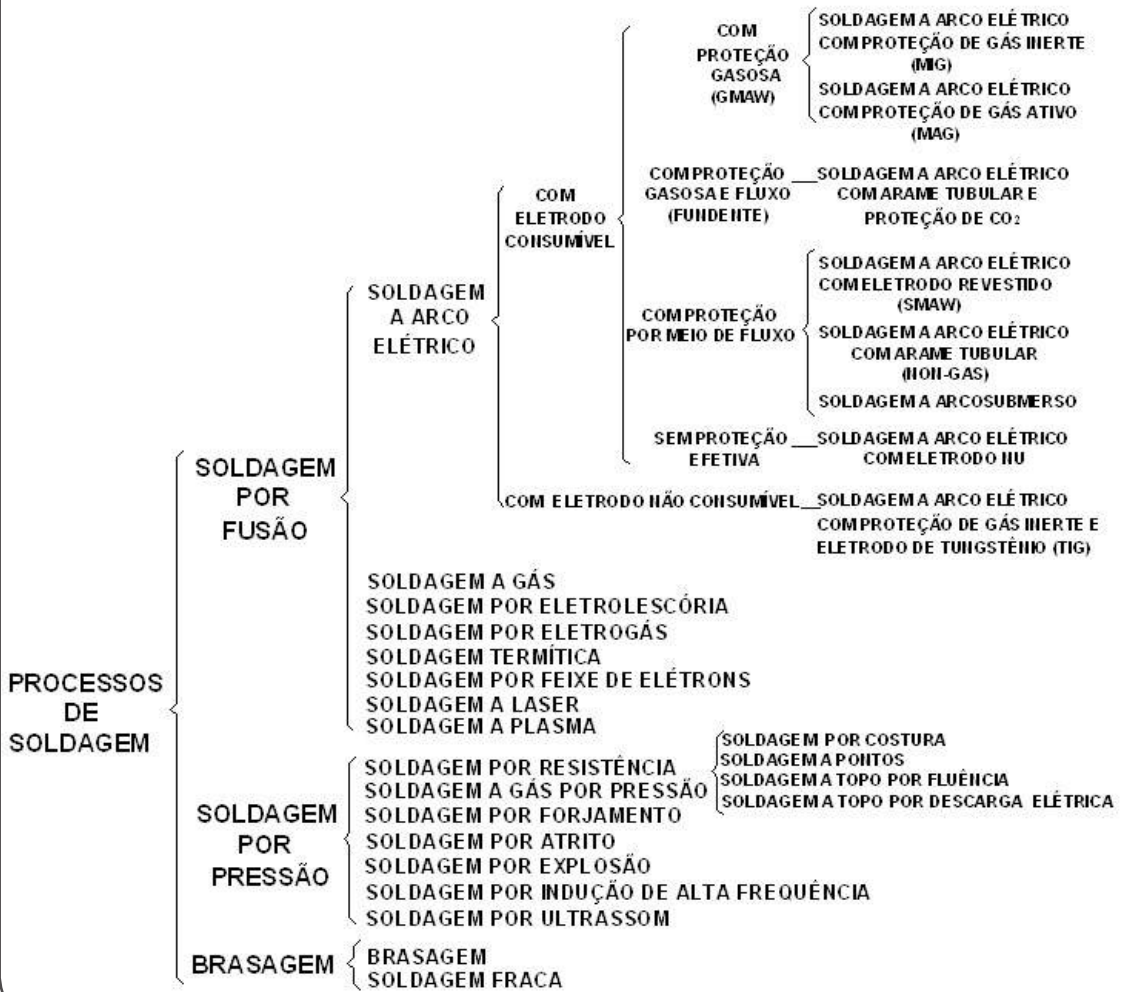 PROCESSOS
DE
SOLDAGEM
SOLDAGEM
POR
FUSÃO
SOLDAGEM
A ARCO
ELÉTRICO
COM
ELETRODO
CONSUMÍVEL
COM
PROTEÇÃO
GASOSA
(GMAW)
SOLDAGEM A ARCO ELÉTRICO
COM PROTEÇÃO DE GÁS INERTE
(MIG)
SOLDAGEM A ARCO ELÉTRICO
COM PROTEÇÃO DE GÁS ATIVO
(MAG)
COM PROTEÇÃO
GASOSA E FLUXO
(FUNDENTE)
SOLDAGEM A ARCO ELÉTRICO
COM ARAME TUBULAR E
PROTEÇÃO DE CO₂
COM PROTEÇÃO
POR MEIO DE FLUXO
SOLDAGEM A ARCO ELÉTRICO
COM ELETRODO REVESTIDO
(SMAW)
SOLDAGEM A ARCO ELÉTRICO
COM ARAME TUBULAR
(NON-GAS)
SOLDAGEM A ARCO SUBMERSO
SEM PROTEÇÃO
EFETIVA
SOLDAGEM A ARCO ELÉTRICO
COM ELETRODO NU
COM ELETRODO NÃO CONSUMÍVEL
SOLDAGEM A ARCO ELÉTRICO
COM PROTEÇÃO DE GÁS INERTE E
ELETRODO DE TUNGSTÊNIO (TIG)
SOLDAGEM A GÁS
SOLDAGEM POR ELETROLESCÓRIA
SOLDAGEM POR ELETROGÁS
SOLDAGEM TERMÍTICA
SOLDAGEM POR FEIXE DE ELÉTRONS
SOLDAGEM A LASER
SOLDAGEM A PLASMA
SOLDAGEM
POR
PRESSÃO
SOLDAGEM POR RESISTÊNCIA
SOLDAGEM POR COSTURA
SOLDAGEM A PONTOS
SOLDAGEM A TOPO POR FLUÊNCIA
SOLDAGEM A TOPO POR DESCARGA ELÉTRICA
SOLDAGEM A GÁS POR PRESSÃO
SOLDAGEM POR FORJAMENTO
SOLDAGEM POR ATRITO
SOLDAGEM POR EXPLOSÃO
SOLDAGEM POR INDUÇÃO DE ALTA FREQUÊNCIA
SOLDAGEM POR ULTRASSOM
BRASAGEM
BRASAGEM
SOLDAGEM FRACA